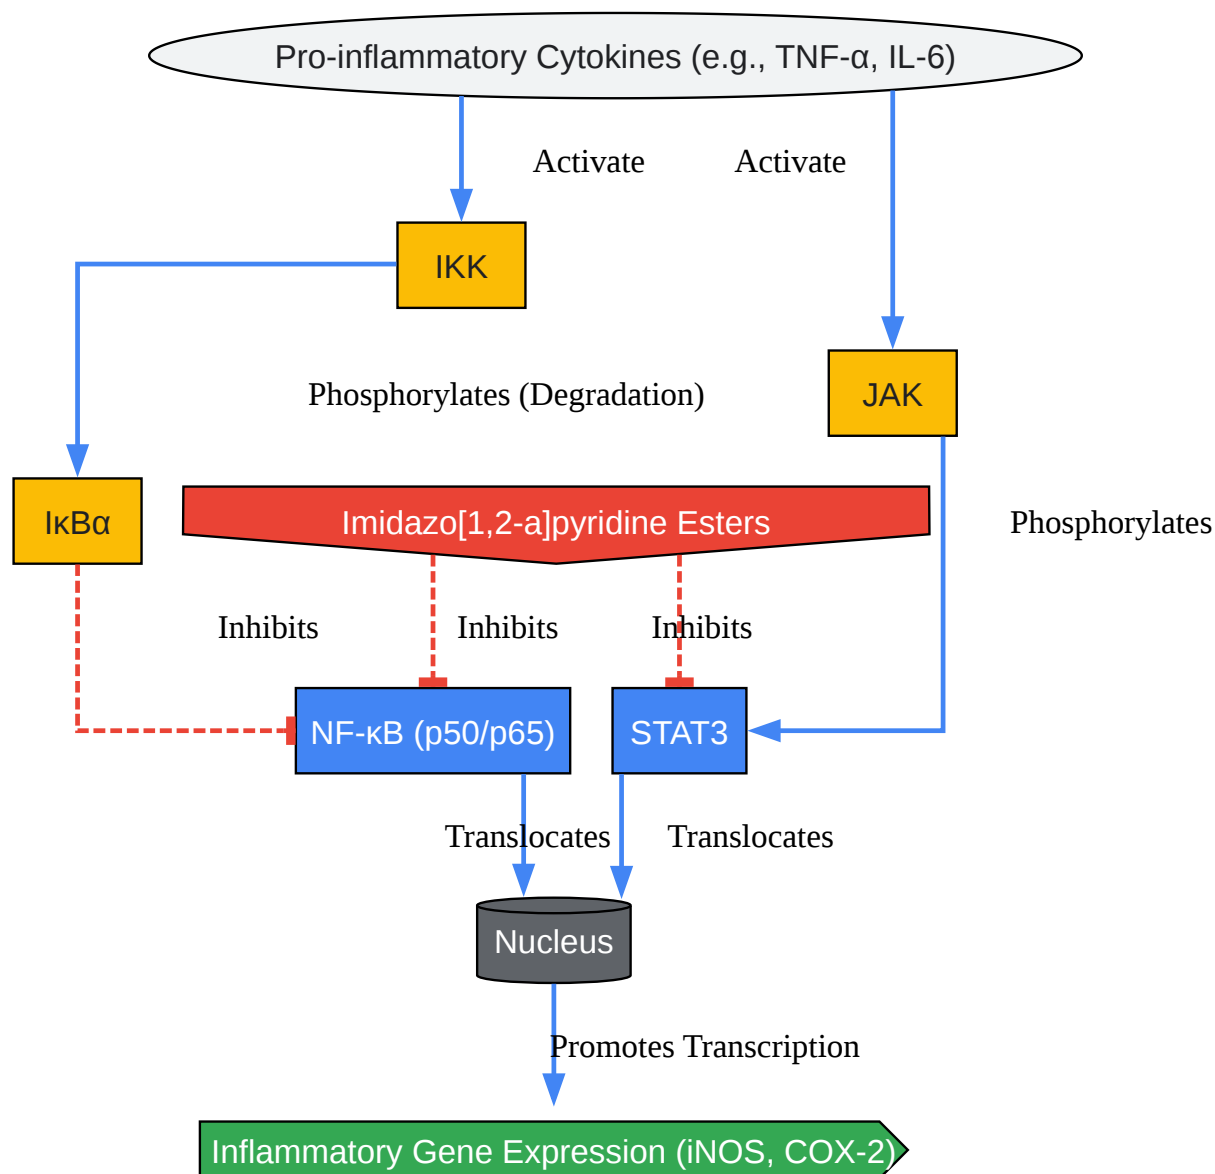 Pro-inflammatory Cytokines (e.g., TNF-α, IL-6)
Activate
Activate
IKK
Phosphorylates (Degradation)
JAK
IκBα
Imidazo[1,2-a]pyridine Esters
Phosphorylates
Inhibits
Inhibits
Inhibits
NF-κB (p50/p65)
STAT3
Translocates
Translocates
Nucleus
Promotes Transcription
Inflammatory Gene Expression (iNOS, COX-2)